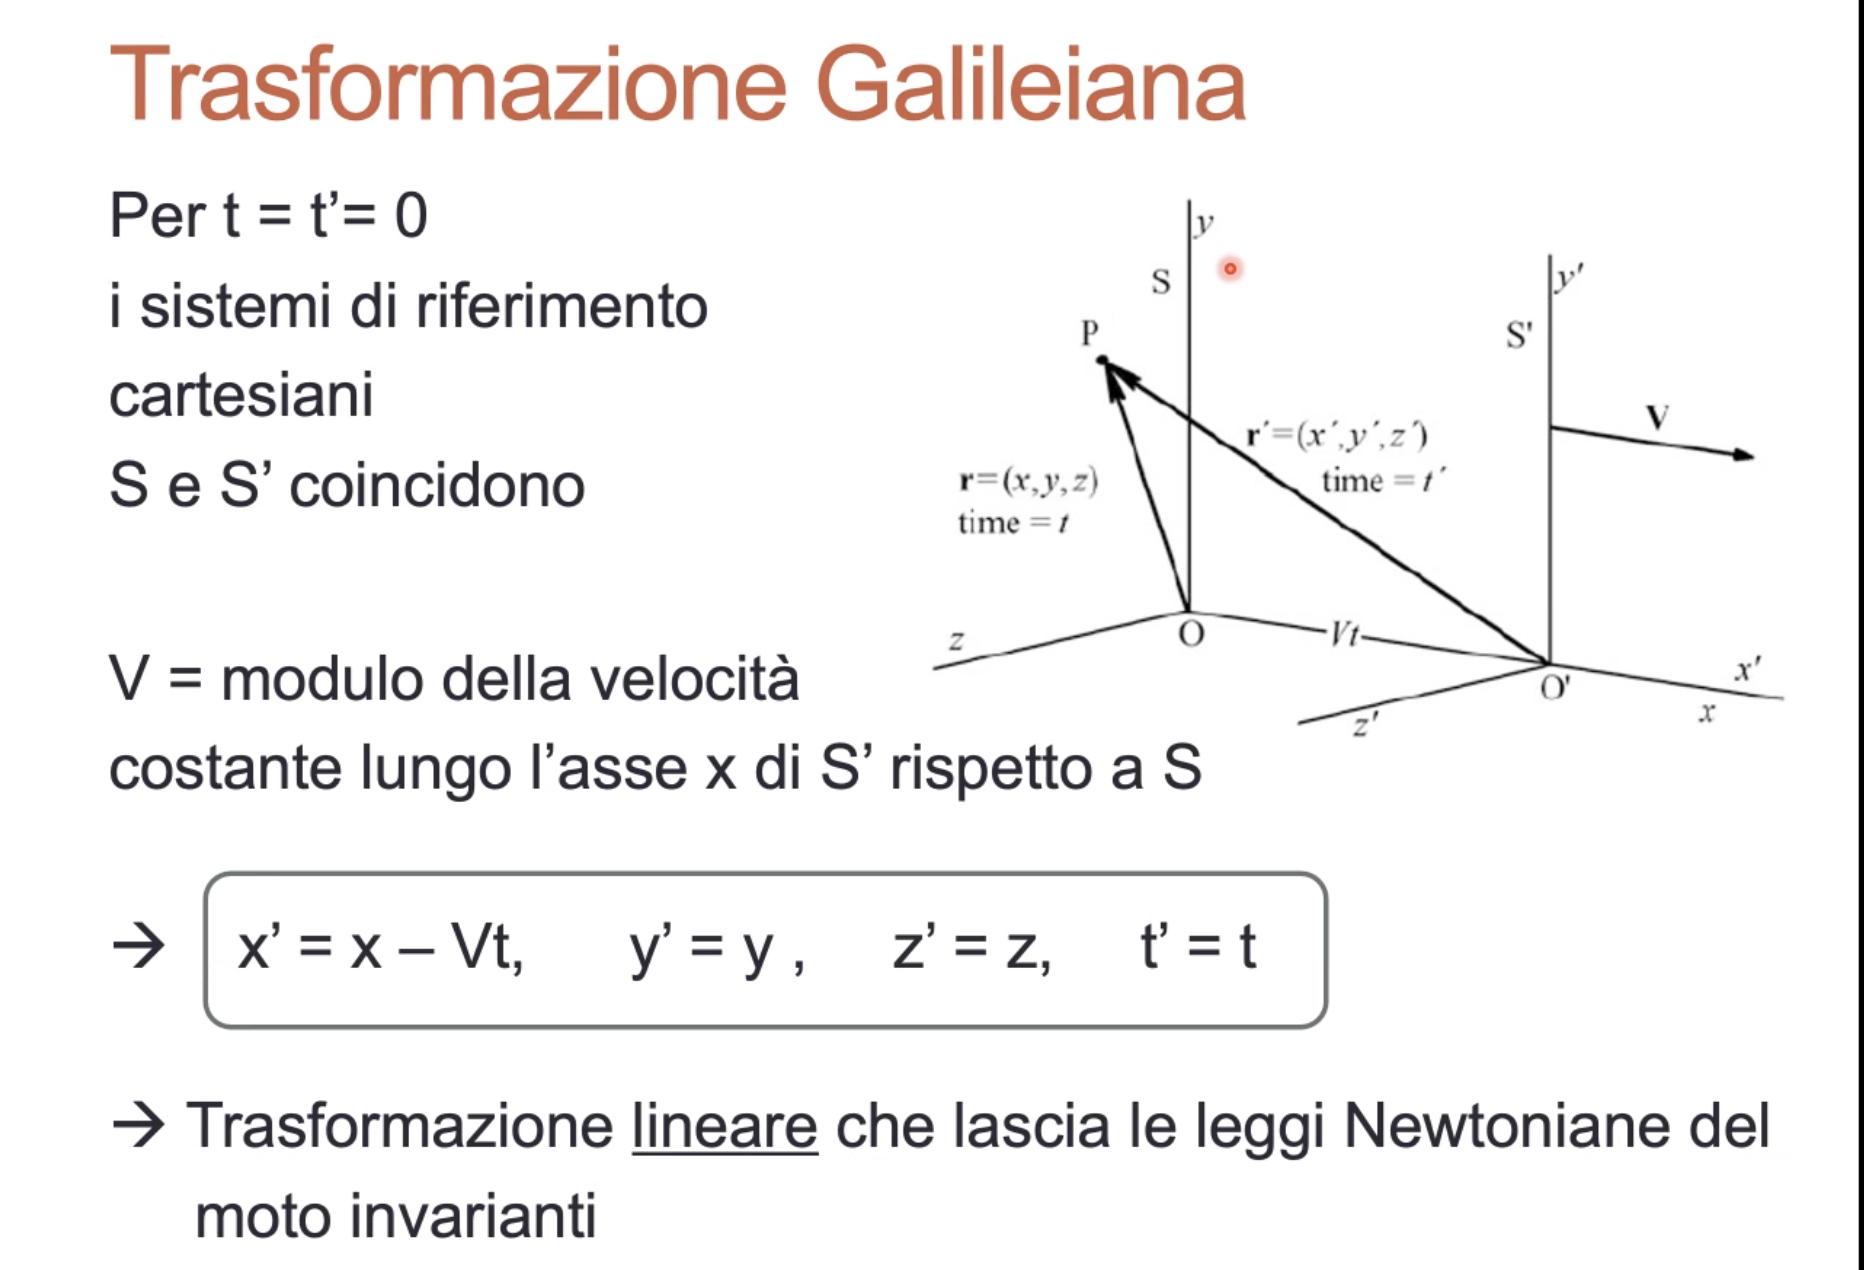 Trasformazione Galileiana
Per t = t’= 0
i sistemi di riferimento
cartesiani
S e S’ coincidono
V = modulo della velocità
costante lungo l’asse x di S’ rispetto a S
y
S
P
r=(x,y,z)
time = t
r´=(x´,y´,z´)
time = t´
y'
S'
V
z
O
Vt
O'
x'
x
z'
→ x’ = x – Vt, y’ = y , z’ = z, t’ = t
→ Trasformazione lineare che lascia le leggi Newtoniane del
moto invarianti